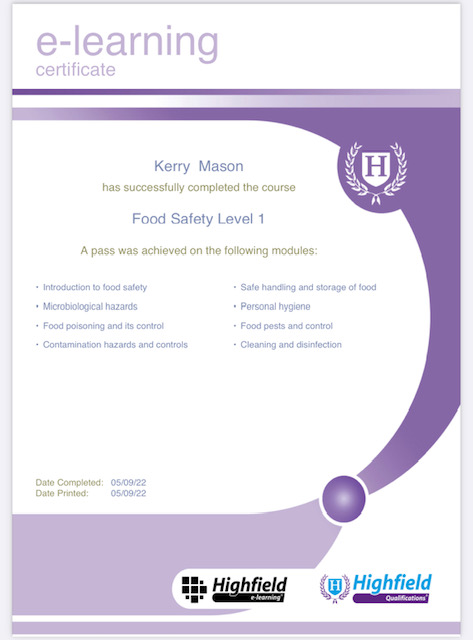 e-learning
certificate
H
Kerry Mason
has successfully completed the course
Food Safety Level 1
A pass was achieved on the following modules:
• Introduction to food safety
• Microbiological hazards
• Food poisoning and its control
• Contamination hazards and controls
• Safe handling and storage of food
• Personal hygiene
• Food pests and control
• Cleaning and disinfection
Date Completed: 05/09/22
Date Printed: 05/09/22
Highfield
e-learning
H
Highfield
Qualifications